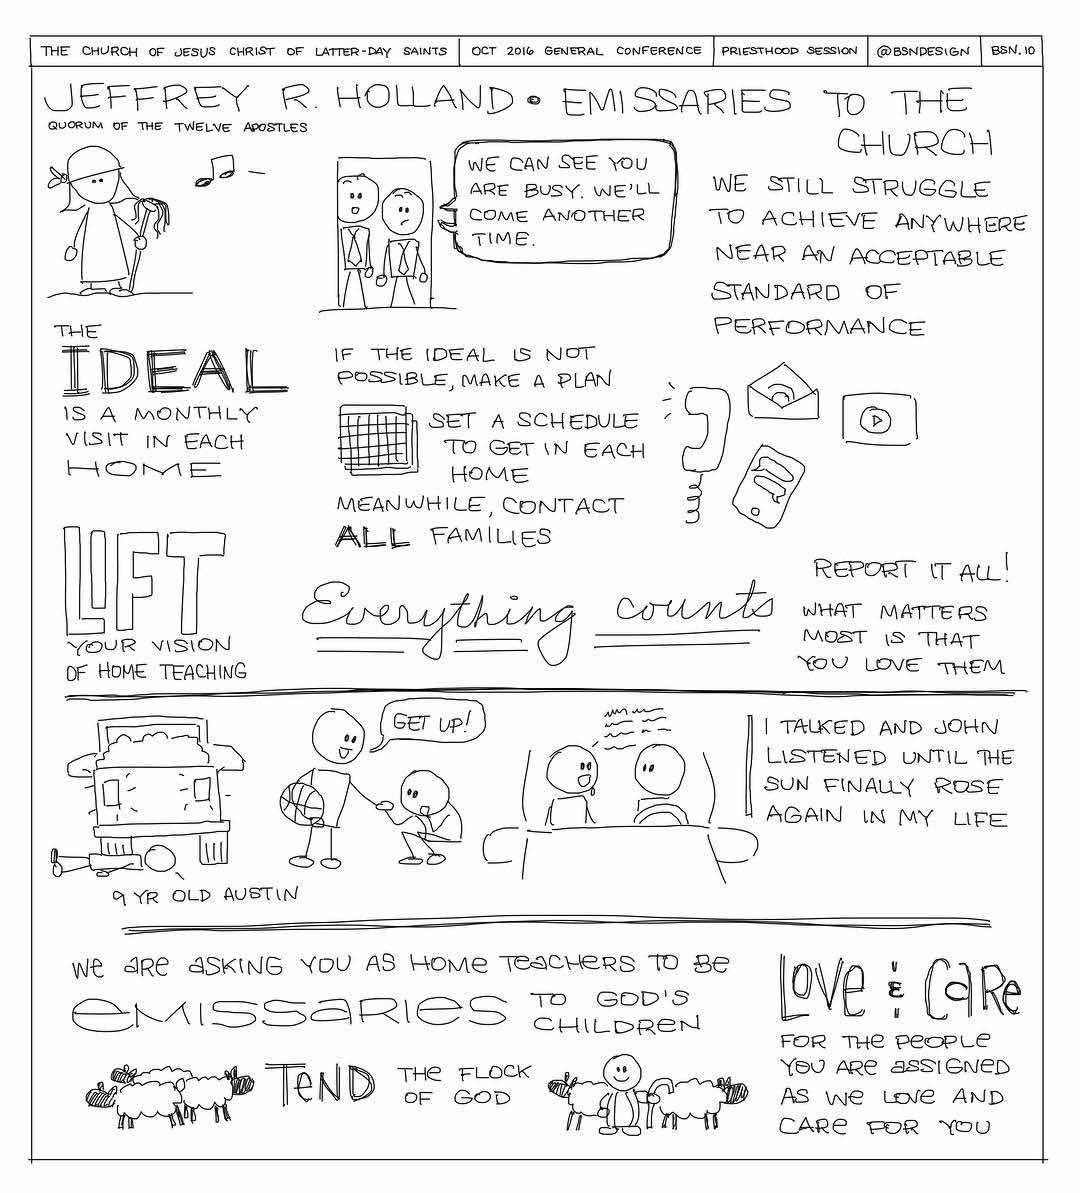 THE CHURCH OF JESUS CHRIST OF LATTER-DAY SAINTS
OCT 2016 GENERAL CONFERENCE
PRIESTHOOD SESSION
@BSNDESIGN
BSN.10
JEFFREY R. HOLLAND • EMISSARIES TO THE
CHURCH
QUORUM OF THE TWELVE APOSTLES
WE CAN SEE YOU
ARE BUSY. WE'LL
COME ANOTHER
TIME.
WE STILL STRUGGLE
TO ACHIEVE ANYWHERE
NEAR AN ACCEPTABLE
STANDARD OF
PERFORMANCE
THE
IDEAL
IS A MONTHLY
VISIT IN EACH
HOME
IF THE IDEAL IS NOT
POSSIBLE, MAKE A PLAN
SET A SCHEDULE
TO GET IN EACH
HOME
MEANWHILE, CONTACT
ALL FAMILIES
LIFT
YOUR VISION
OF HOME TEACHING
Everything counts
REPORT IT ALL!
WHAT MATTERS
MOST IS THAT
YOU LOVE THEM
GET UP!
9 YR OLD AUSTIN
I TALKED AND JOHN
LISTENED UNTIL THE
SUN FINALLY ROSE
AGAIN IN MY LIFE
We are asking you as home teachers to be
emissaries to God's
children
Tend the flock
of God
Love & Care
for the people
you are assigned
as we love and
care for you